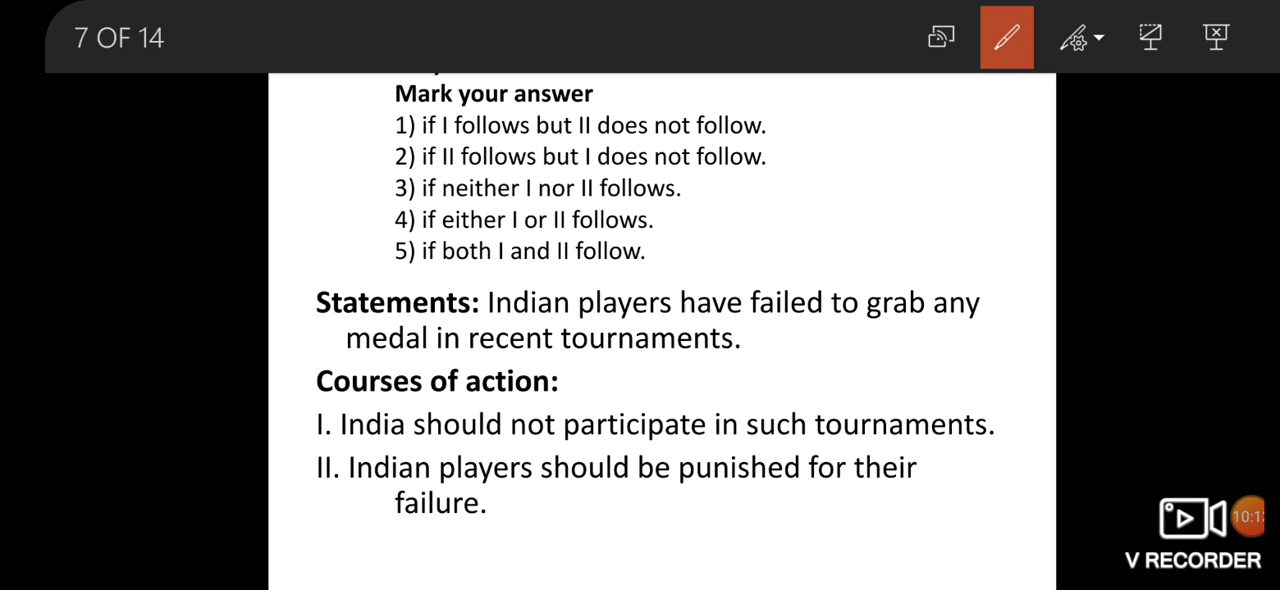 7 OF 14
Mark your answer
1) if I follows but II does not follow.
2) if II follows but I does not follow.
3) if neither I nor II follows.
4) if either I or II follows.
5) if both I and II follow.
Statements: Indian players have failed to grab any
medal in recent tournaments.
Courses of action:
I. India should not participate in such tournaments.
II. Indian players should be punished for their
failure.
V RECORDER